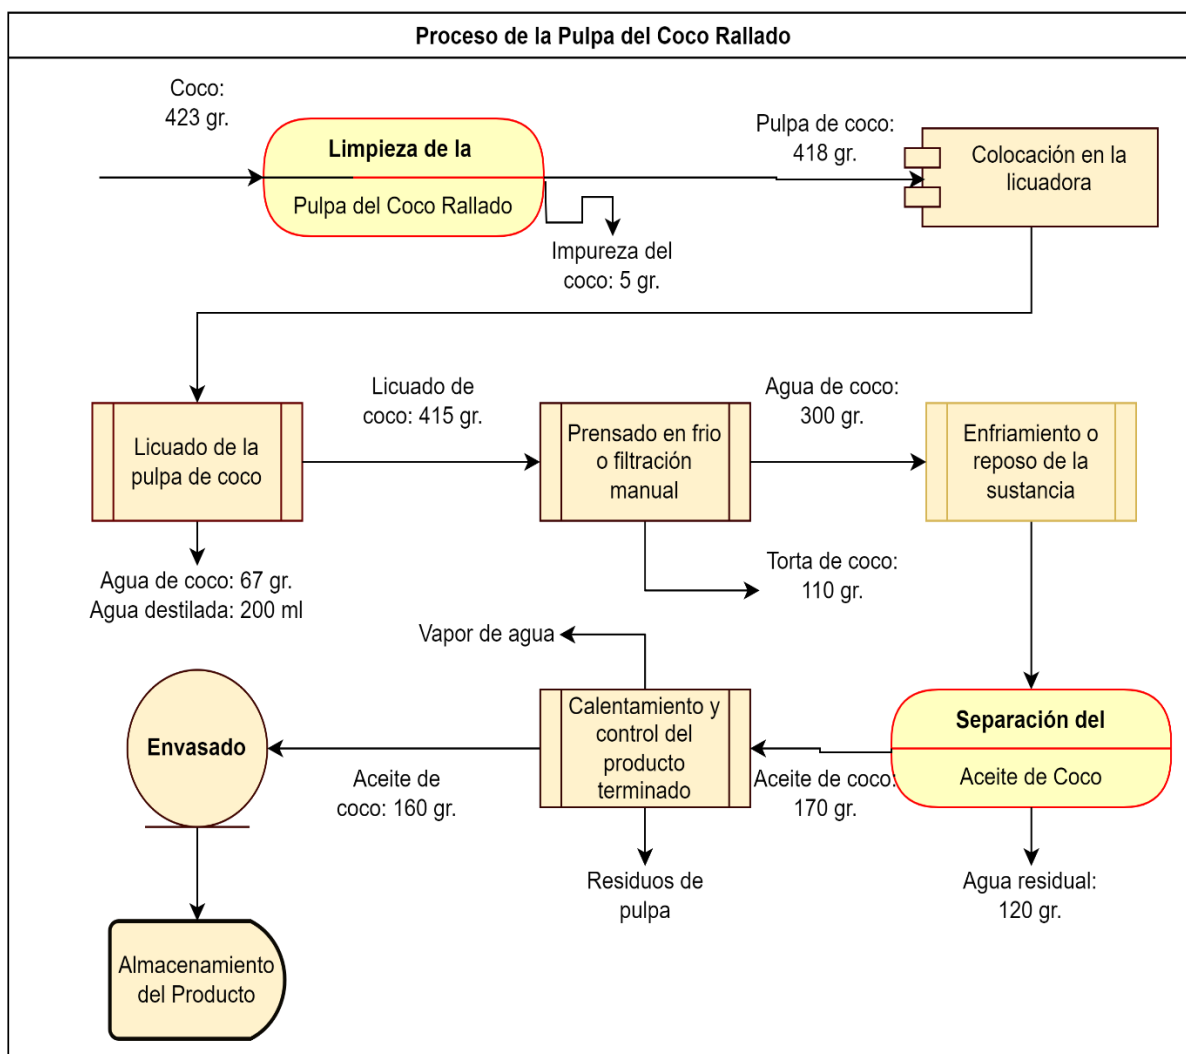 Proceso de la Pulpa del Coco Rallado
Coco:
423 gr.
Limpieza de la
Pulpa del Coco Rallado
Pulpa de coco:
418 gr.
Colocación en la
licuadora
Impureza del
coco: 5 gr.
Licuado de la
pulpa de coco
Licuado de
coco: 415 gr.
Prensado en frio
o filtración
manual
Agua de coco:
300 gr.
Enfriamiento o
reposo de la
sustancia
Agua de coco: 67 gr.
Agua destilada: 200 ml
Torta de coco:
110 gr.
Vapor de agua
Envasado
Aceite de
coco: 160 gr.
Calentamiento y
control del
producto
terminado
Aceite de coco:
170 gr.
Separación del
Aceite de Coco
Residuos de
pulpa
Agua residual:
120 gr.
Almacenamiento
del Producto